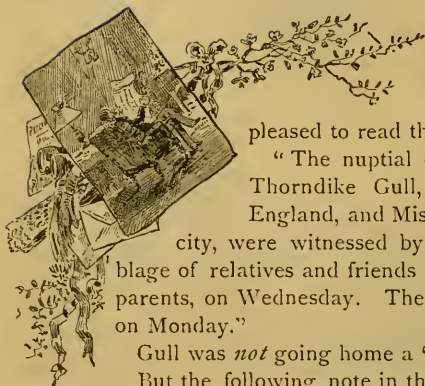 pleased to read th
“ The nuptial
Thorndike Gull,
England, and Mis
city, were witnessed by
blage of relatives and friends
parents, on Wednesday. The
on Monday.”
Gull was not going home a “
But the following note in th